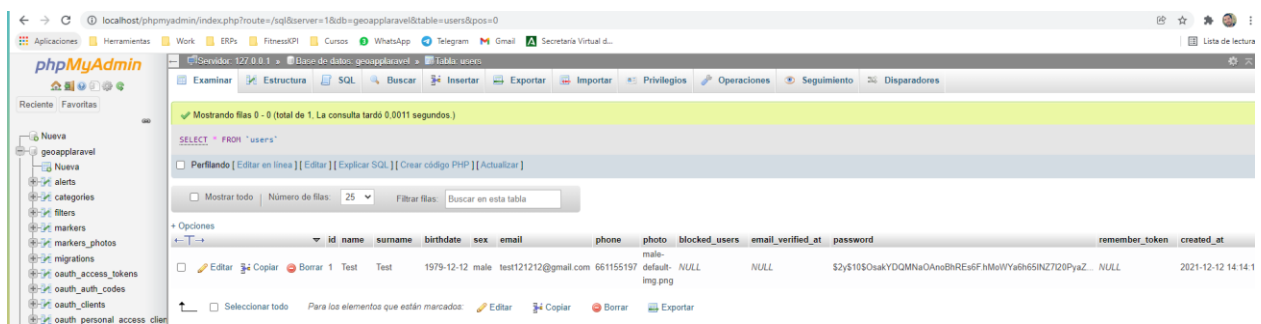 localhost/phpmyadmin/index.php?route=/sql&server=1&db=geoapplaravel&table=users&pos=0
Aplicaciones Herramientas Work ERPs FitnessKPI Cursos WhatsApp Telegram Gmail Secretaría Virtual d... Lista de lectura
phpMyAdmin
Reciente Favoritas
Nueva
geoapplaravel
Nueva
alerts
categories
filters
markers
markers_photos
migrations
oauth_access_tokens
oauth_auth_codes
oauth_clients
oauth_personal_access_clien
Servidor: 127.0.0.1 » Base de datos: geoapplaravel » Tabla: users
Examinar Estructura SQL Buscar Insertar Exportar Importar Privilegios Operaciones Seguimiento Disparadores
Mostrando filas 0 - 0 (total de 1, La consulta tardó 0,0011 segundos.)
SELECT * FROM `users`
Perfilando [ Editar en línea ] [ Editar ] [ Explicar SQL ] [ Crear código PHP ] [ Actualizar ]
Mostrar todo | Número de filas: 25 Filtrar filas: Buscar en esta tabla
+ Opciones
←T→ id name surname birthdate sex email phone photo blocked_users email_verified_at password remember_token created_at
Editar Copiar Borrar 1 Test Test 1979-12-12 male test121212@gmail.com 661155197 male-default-img.png NULL NULL $2y$10$OsakYDQMNaOAnoBhREs6F.hMoWYa6h65INZ7I20PyaZ... NULL 2021-12-12 14:14:1
Seleccionar todo Para los elementos que están marcados: Editar Copiar Borrar Exportar